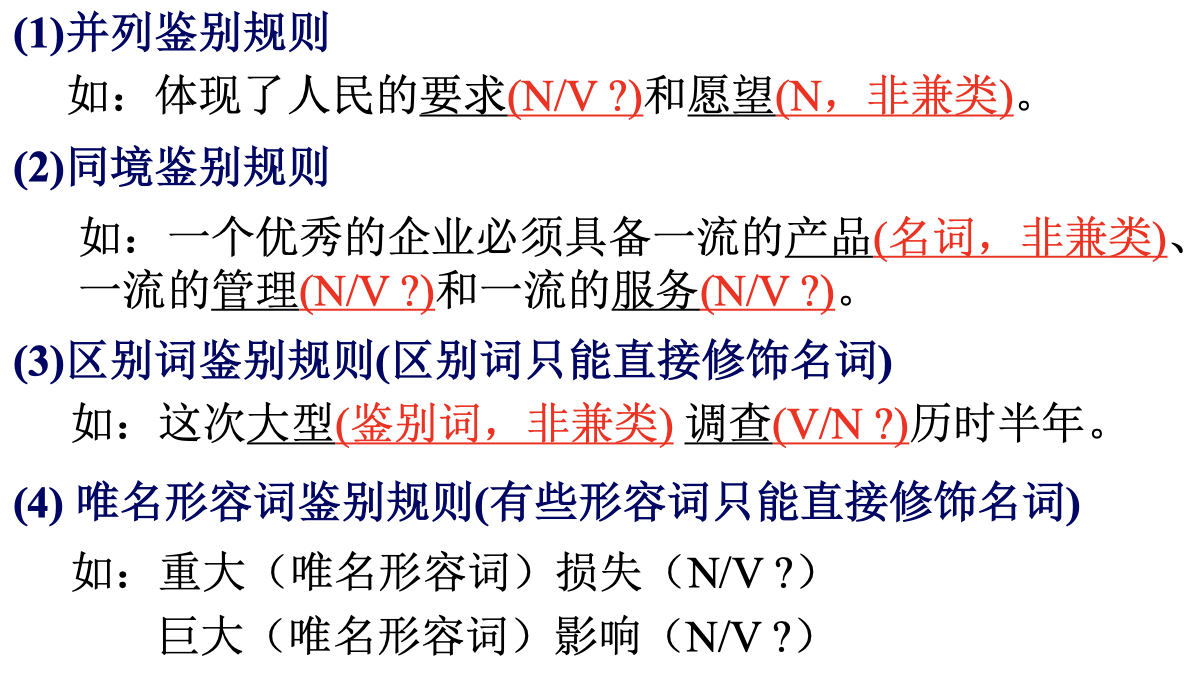 (1)并列鉴别规则
如：体现了人民的要求(N/V ?)和愿望(N，非兼类)。
(2)同境鉴别规则
如：一个优秀的企业必须具备一流的产品(名词，非兼类)、
一流的管理(N/V ?)和一流的服务(N/V ?)。
(3)区别词鉴别规则(区别词只能直接修饰名词)
如：这次大型(鉴别词，非兼类) 调查(V/N ?)历时半年。
(4) 唯名形容词鉴别规则(有些形容词只能直接修饰名词)
如：重大（唯名形容词）损失（N/V ?）
巨大（唯名形容词）影响（N/V ?）